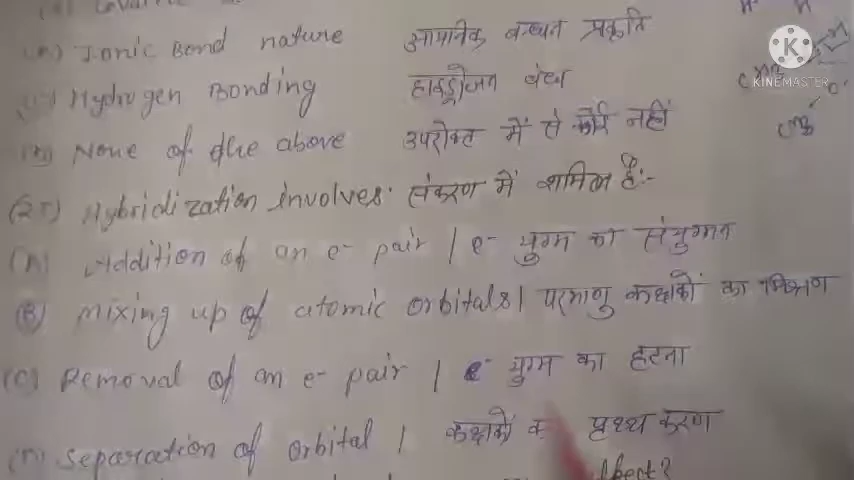 (B) Ionic Bond nature आयनिक बन्धन प्रकृति
(C) Hydrogen Bonding हाइड्रोजन बंध
(D) None of the above उपरोक्त में से कोई नहीं
(25) Hybridization involves: संकरण में शामिल है:-
(A) Addition of an e- pair / e- युग्म का संयुग्मन
(B) Mixing up of atomic orbitals / परमाणु कक्षकों का मिश्रण
(C) Removal of an e- pair / e- युग्म का हटना
(D) Separation of orbital / कक्षकों का पृथ्थकरण
K
KINEMASTER